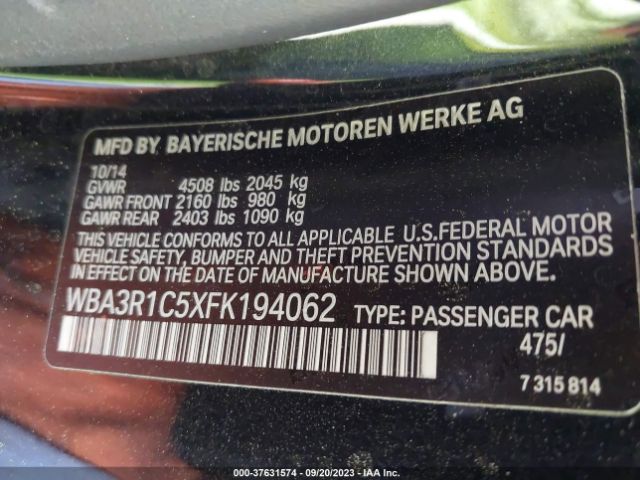 MFD BY BAYERISCHE MOTOREN WERKE AG
10/14
GVWR 4508 lbs 2045 kg
GAWR FRONT 2160 lbs 980 kg
GAWR REAR 2403 lbs 1090 kg
THIS VEHICLE CONFORMS TO ALL APPLICABLE U.S.FEDERAL MOTOR
VEHICLE SAFETY, BUMPER AND THEFT PREVENTION STANDARDS
IN EFFECT ON THE DATE OF MANUFACTURE SHOWN ABOVE.
WBA3R1C5XFK194062 TYPE: PASSENGER CAR
475/
7 315 814
000-37631574 | 09/20/2023 | IAA Inc.